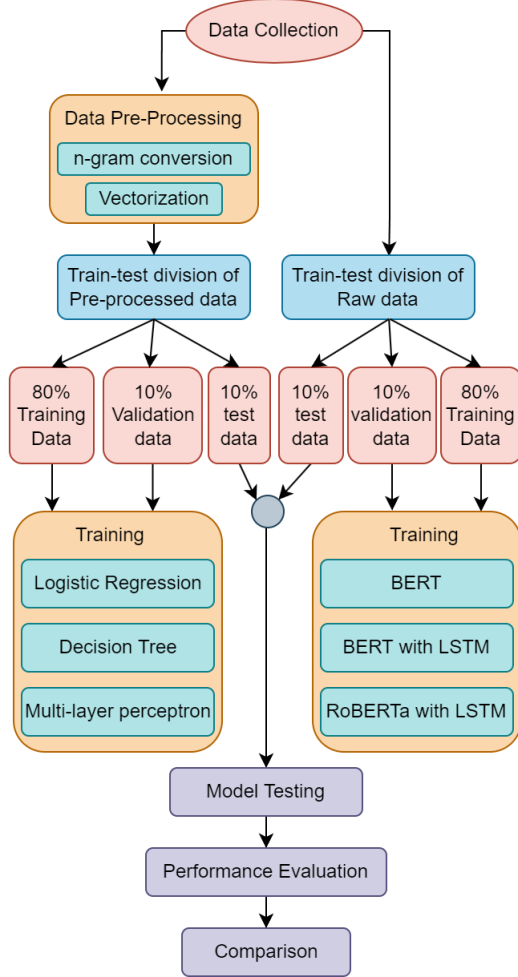 Data Collection
Data Pre-Processing
n-gram conversion
Vectorization
Train-test division of
Pre-processed data
Train-test division of
Raw data
80%
Training
Data
10%
Validation
data
10%
test
data
10%
test
data
10%
validation
data
80%
Training
Data
Training
Logistic Regression
Decision Tree
Multi-layer perceptron
Training
BERT
BERT with LSTM
RoBERTa with LSTM
Model Testing
Performance Evaluation
Comparison